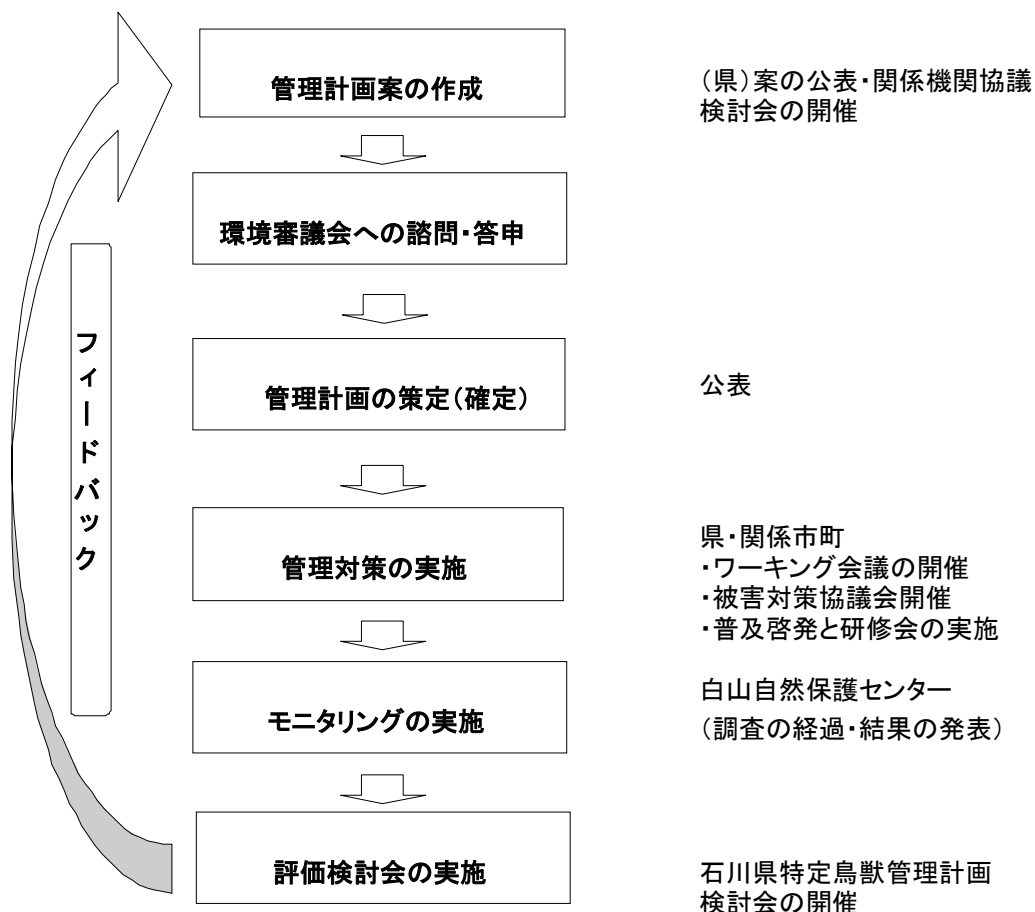 管理計画案の作成
(県)案の公表・関係機関協議
検討会の開催
環境審議会への諮問・答申
フィードバック
管理計画の策定(確定)
公表
管理対策の実施
県・関係市町
・ワーキング会議の開催
・被害対策協議会開催
・普及啓発と研修会の実施
モニタリングの実施
白山自然保護センター
(調査の経過・結果の発表)
評価検討会の実施
石川県特定鳥獣管理計画
検討会の開催